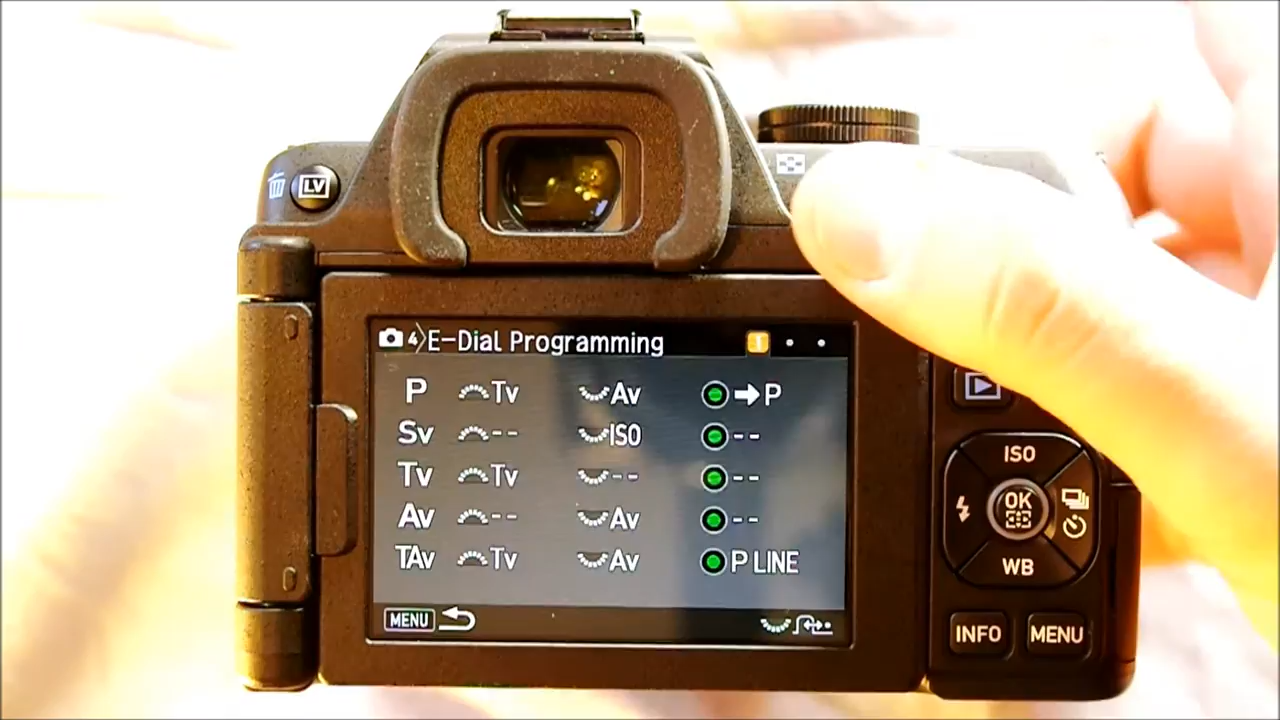 LV
4 E-Dial Programming 1
P Tv Av P
Sv -- ISO --
Tv Tv -- --
Av -- Av --
TAv Tv Av P LINE
MENU
ISO
OK
WB
INFO MENU